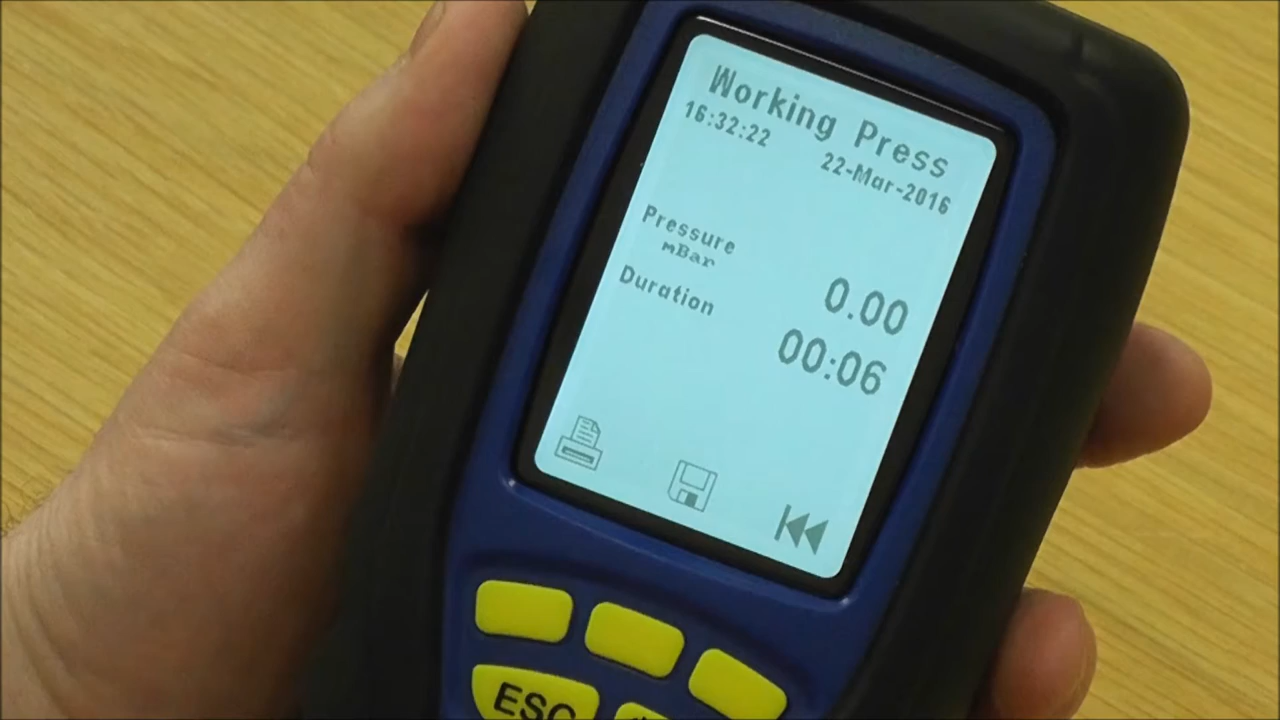 Working Press
16:32:22
22-Mar-2016
Pressure
mBar
0.00
Duration
00:06
ESC